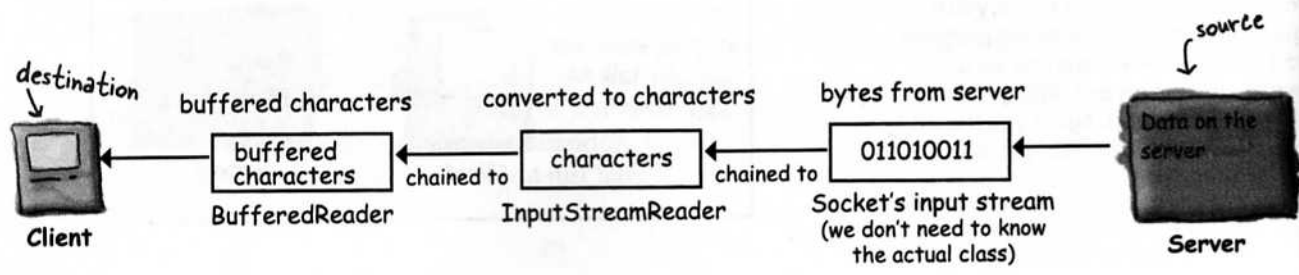 source
destination
buffered characters
converted to characters
bytes from server
Data on the
server
buffered
characters
chained to
characters
chained to
011010011
BufferedReader
InputStreamReader
Socket's input stream
(we don't need to know
the actual class)
Client
Server